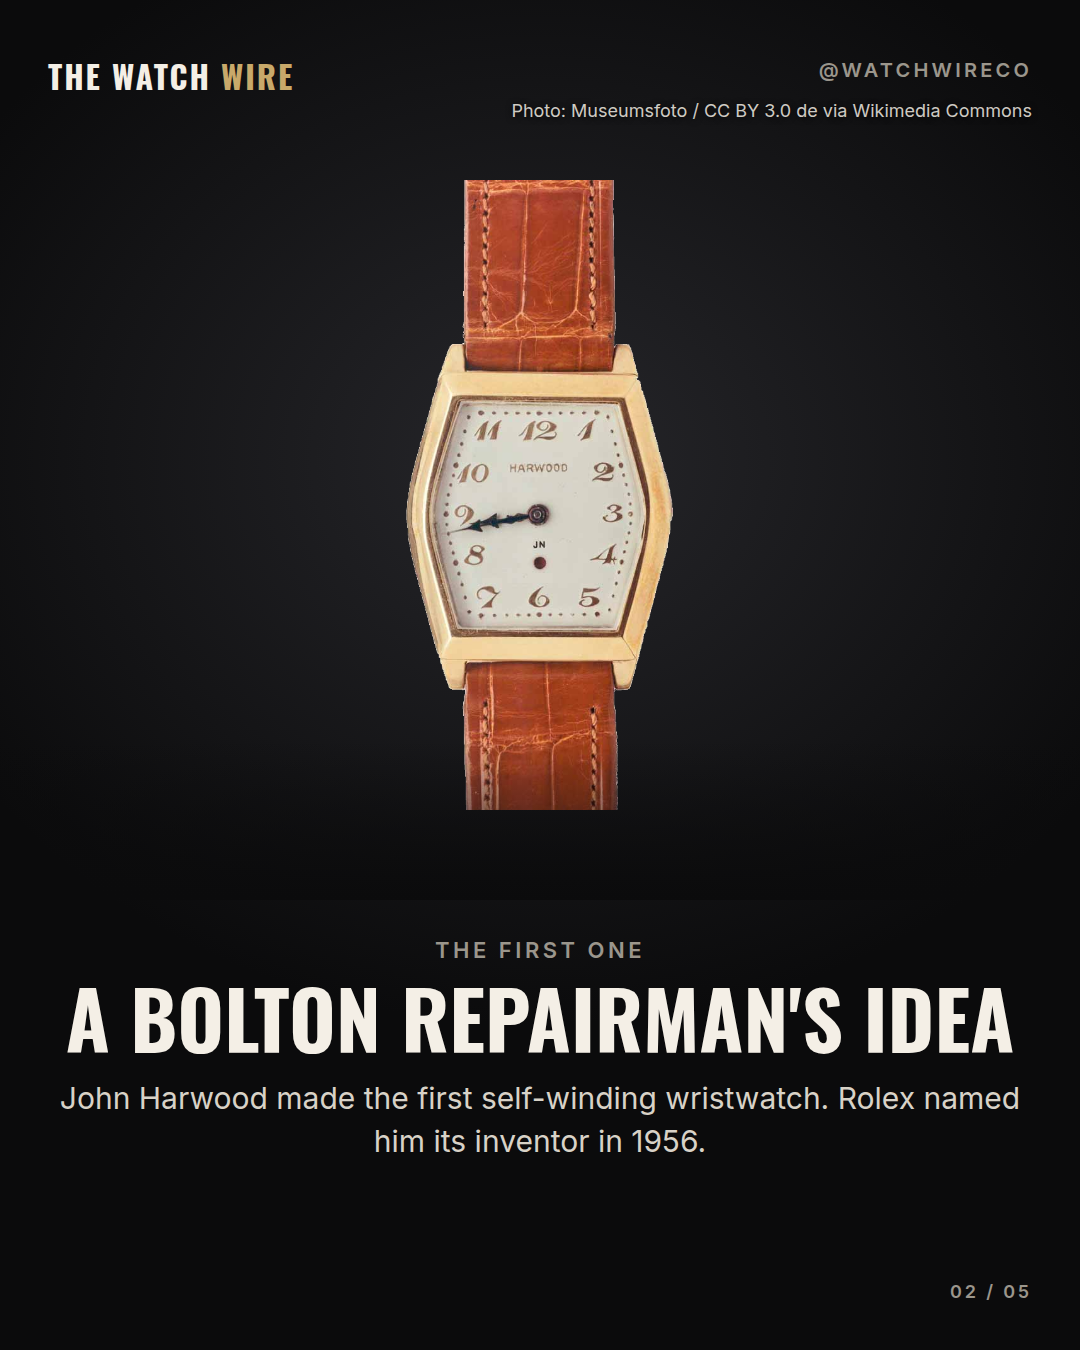 THE WATCH WIRE
@WATCHWIRECO
Photo: Museumsfoto / CC BY 3.0 de via Wikimedia Commons
11 12 1
10 HARWOOD 2
9 3
JN
8 4
7 6 5
THE FIRST ONE
A BOLTON REPAIRMAN'S IDEA
John Harwood made the first self-winding wristwatch. Rolex named
him its inventor in 1956.
02 / 05